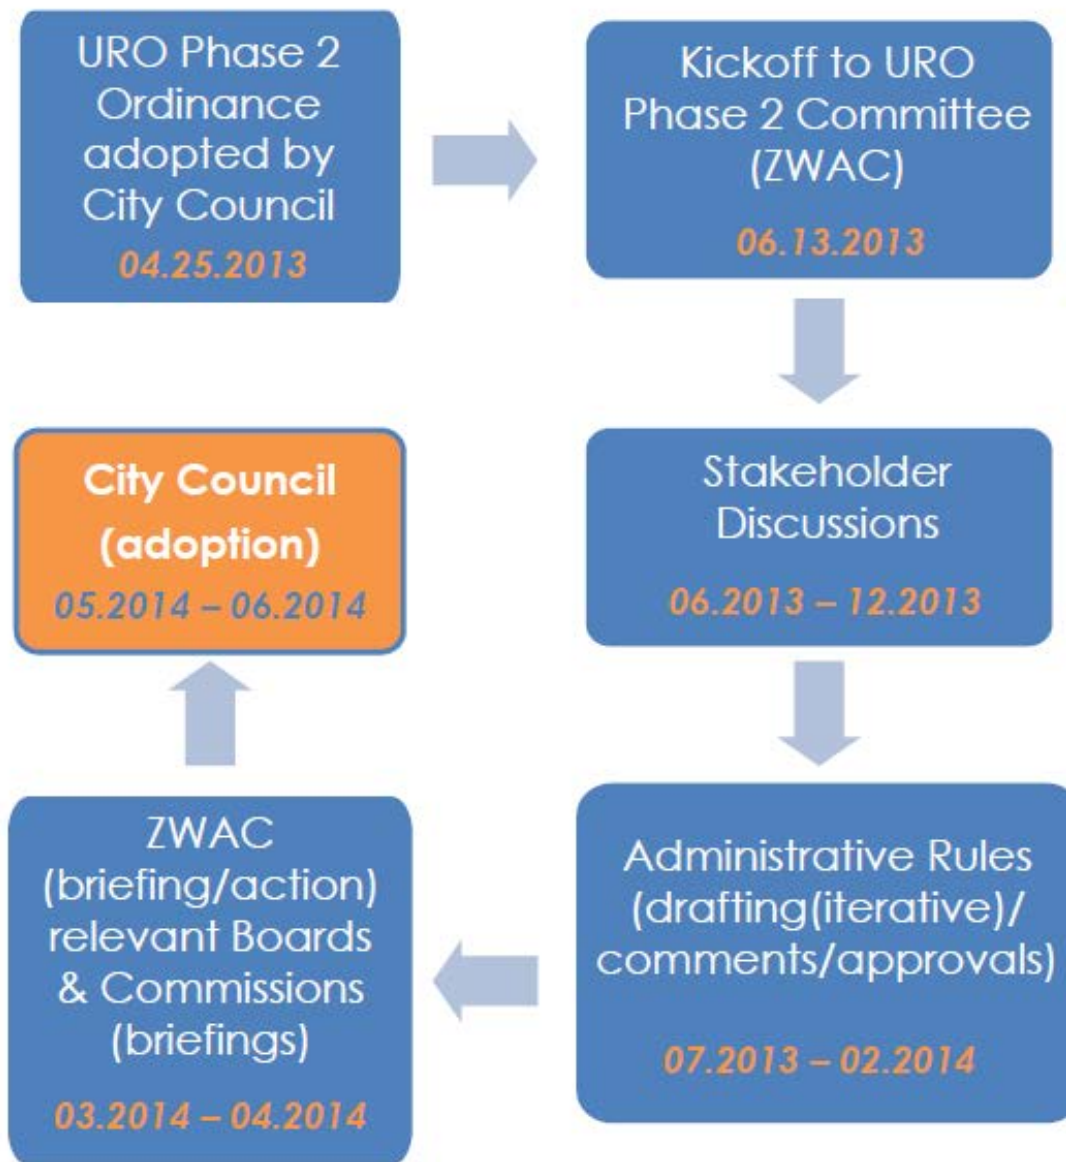 URO Phase 2
Ordinance
adopted by
City Council
04.25.2013
Kickoff to URO
Phase 2 Committee
(ZWAC)
06.13.2013
Stakeholder
Discussions
06.2013 – 12.2013
Administrative Rules
(drafting(iterative)/
comments/approvals)
07.2013 – 02.2014
ZWAC
(briefing/action)
relevant Boards
& Commissions
(briefings)
03.2014 – 04.2014
City Council
(adoption)
05.2014 – 06.2014